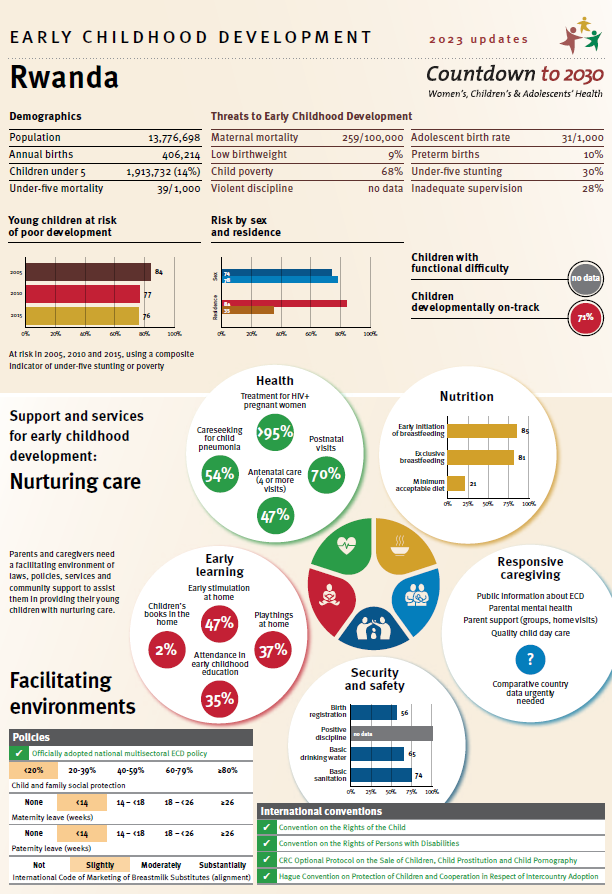 EARLY CHILDHOOD DEVELOPMENT
2023 updates
Rwanda
Countdown to 2030
Women's, Children's & Adolescents' Health
Demographics
Population 13,776,698
Annual births 406,214
Children under 5 1,913,732 (14%)
Under-five mortality 39/1,000
Threats to Early Childhood Development
Maternal mortality 259/100,000
Low birthweight 9%
Child poverty 68%
Violent discipline no data
Adolescent birth rate 31/1,000
Preterm births 10%
Under-five stunting 30%
Inadequate supervision 28%
Young children at risk
of poor development
2005 84
2010 77
2015 76
0% 20% 40% 60% 80% 100%
At risk in 2005, 2010 and 2015, using a composite
indicator of under-five stunting or poverty
Risk by sex
and residence
Sex
74
78
Residence
84
35
0% 20% 40% 60% 80% 100%
Children with
functional difficulty
no data
Children
developmentally on-track
71%
Support and services
for early childhood
development:
Nurturing care
Health
Treatment for HIV+
pregnant women
>95%
Careseeking
for child
pneumonia
54%
Postnatal
visits
70%
Antenatal care
(4 or more
visits)
47%
Nutrition
Early initiation
of breastfeeding
85
Exclusive
breastfeeding
81
Minimum
acceptable diet
21
0% 25% 50% 75% 100%
Parents and caregivers need
a facilitating environment of
laws, policies, services and
community support to assist
them in providing their young
children with nurturing care.
Early
learning
Early stimulation
at home
47%
Children's
books in the
home
2%
Playthings
at home
37%
Attendance in
early childhood
education
35%
Responsive
caregiving
Public information about ECD
Parental mental health
Parent support (groups, home visits)
Quality child day care
?
Comparative country
data urgently
needed
Security
and safety
Birth
registration
56
Positive
discipline
no data
Basic
drinking water
65
Basic
sanitation
74
0% 25% 50% 75% 100%
Facilitating
environments
Policies
✔ Officially adopted national multisectoral ECD policy
<20% 20-39% 40-59% 60-79% ≥80%
Child and family social protection
None <14 14 – <18 18 – <26 ≥26
Maternity leave (weeks)
None <14 14 – <18 18 – <26 ≥26
Paternity leave (weeks)
Not Slightly Moderately Substantially
International Code of Marketing of Breastmilk Substitutes (alignment)
International conventions
✔ Convention on the Rights of the Child
✔ Convention on the Rights of Persons with Disabilities
✔ CRC Optional Protocol on the Sale of Children, Child Prostitution and Child Pornography
✔ Hague Convention on Protection of Children and Cooperation in Respect of Intercountry Adoption